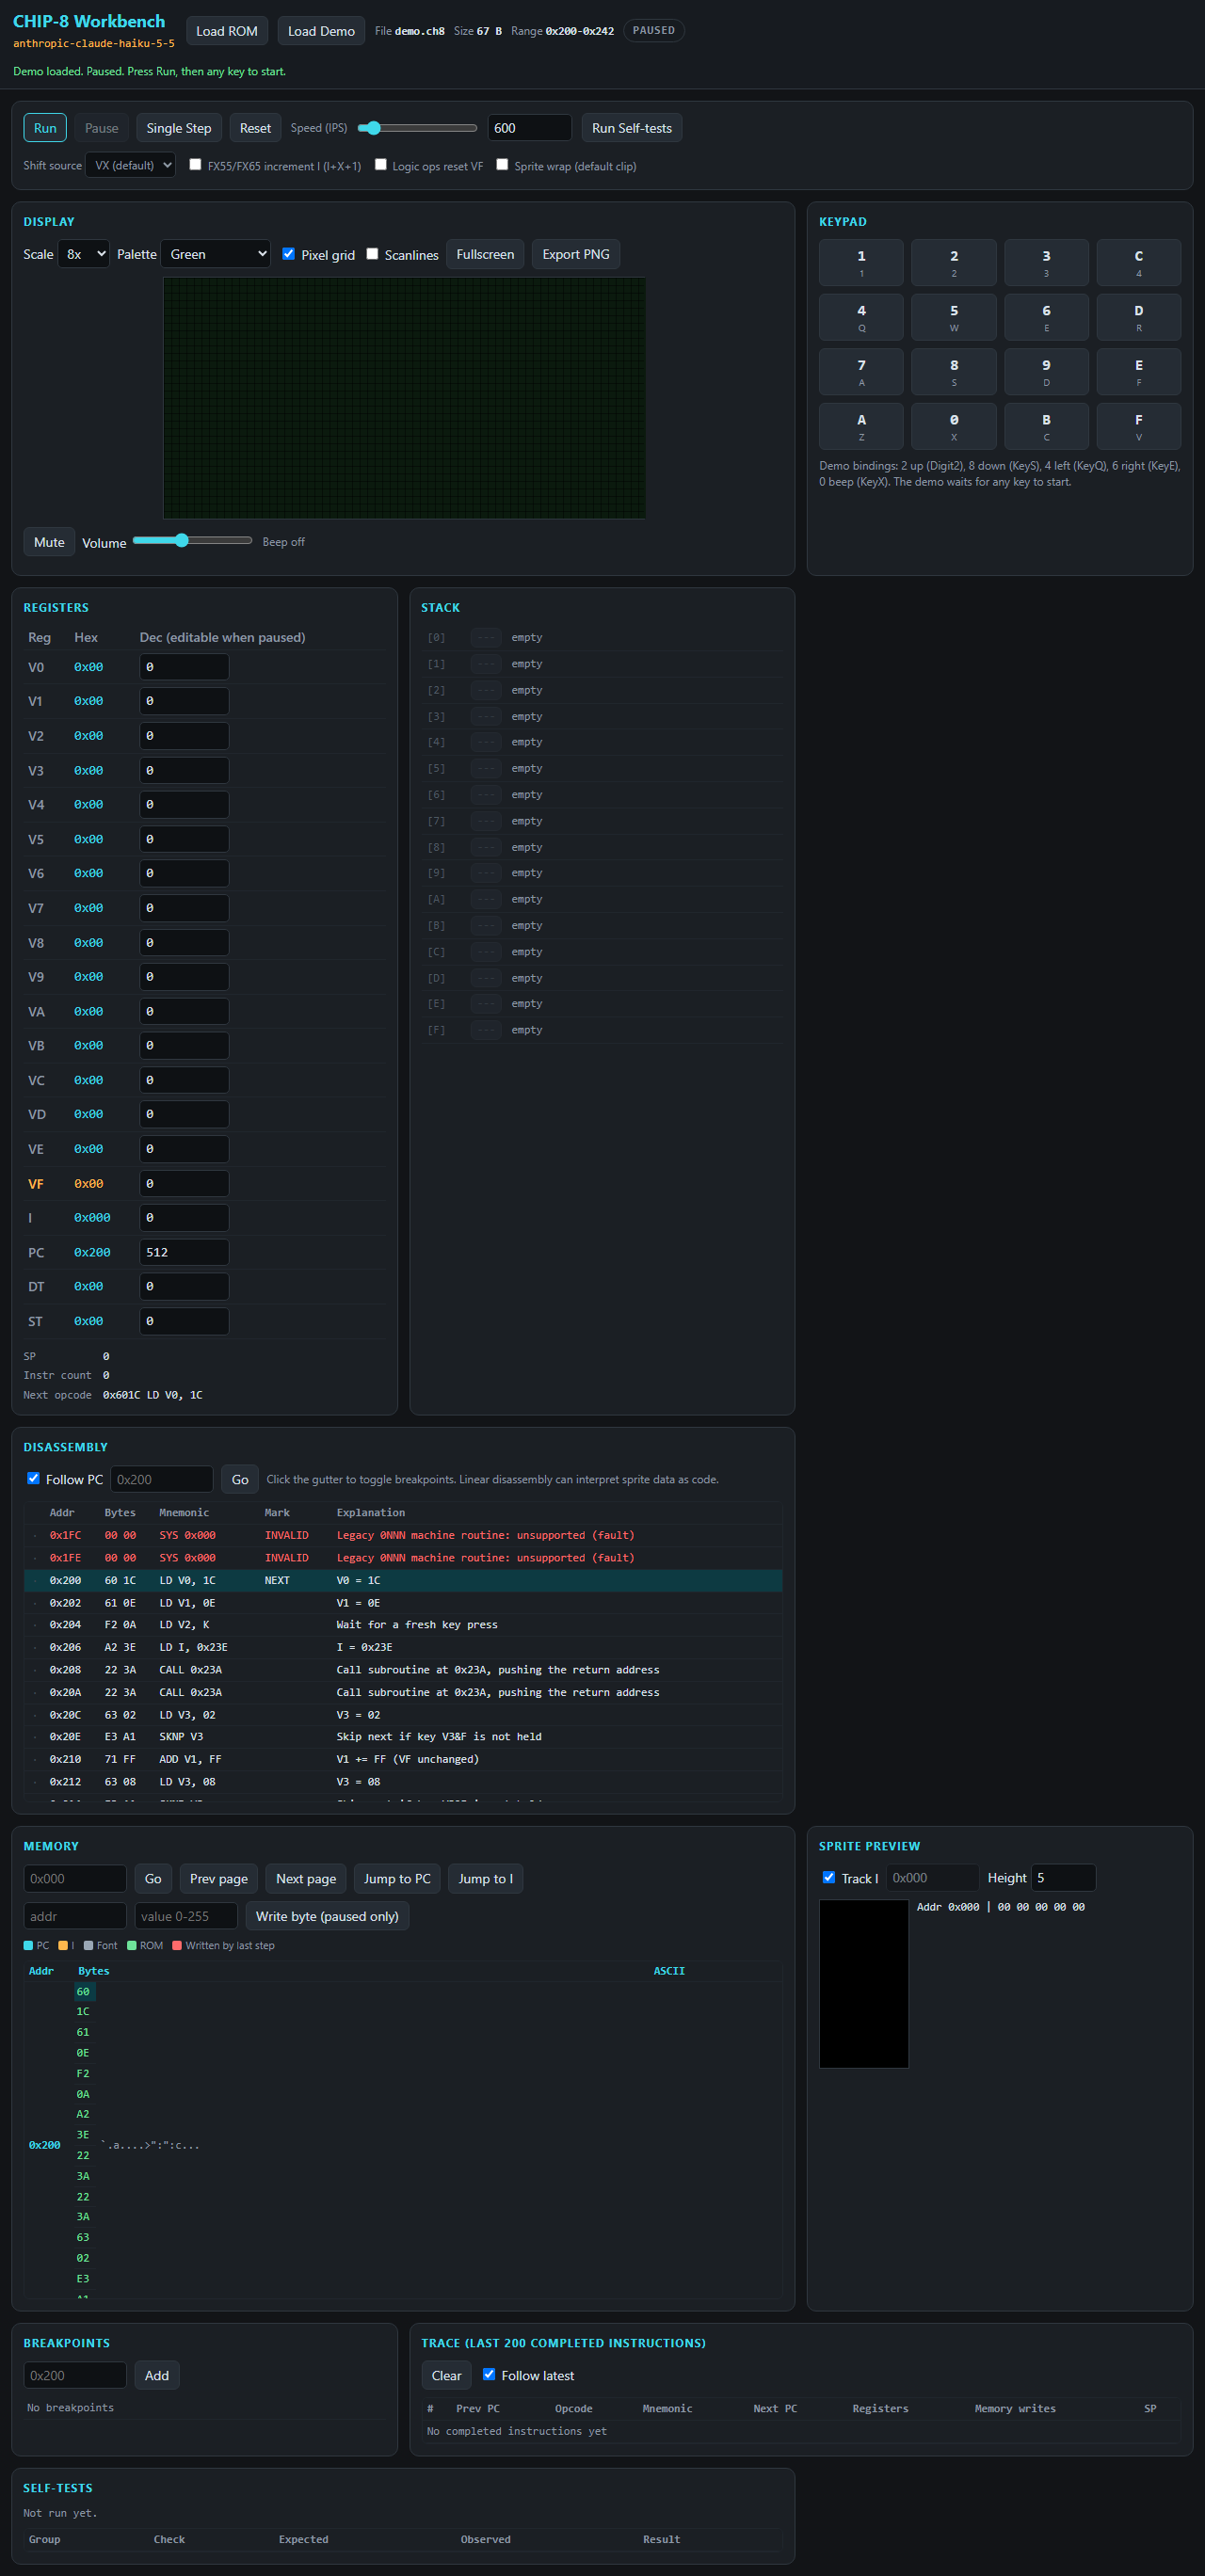 CHIP-8 Workbench
anthropic-claude-haiku-5-5
Load ROM Load Demo File demo.ch8 Size 67 B Range 0x200-0x242 PAUSED
Demo loaded. Paused. Press Run, then any key to start.
Run Pause Single Step Reset Speed (IPS) 600 Run Self-tests
Shift source VX (default) FX55/FX65 increment I (I+X+1) Logic ops reset VF Sprite wrap (default clip)
DISPLAY
Scale 8x Palette Green Pixel grid Scanlines Fullscreen Export PNG
Mute Volume Beep off
KEYPAD
1 2 3 C
1 2 3 4
4 5 6 D
Q W E R
7 8 9 E
A S D F
A 0 B F
Z X C V
Demo bindings: 2 up (Digit2), 8 down (KeyS), 4 left (KeyQ), 6 right (KeyE),
0 beep (KeyX). The demo waits for any key to start.
REGISTERS
Reg Hex Dec (editable when paused)
V0 0x00 0
V1 0x00 0
V2 0x00 0
V3 0x00 0
V4 0x00 0
V5 0x00 0
V6 0x00 0
V7 0x00 0
V8 0x00 0
V9 0x00 0
VA 0x00 0
VB 0x00 0
VC 0x00 0
VD 0x00 0
VE 0x00 0
VF 0x00 0
I 0x000 0
PC 0x200 512
DT 0x00 0
ST 0x00 0
SP 0
Instr count 0
Next opcode 0x601C LD V0, 1C
STACK
[0] --- empty
[1] --- empty
[2] --- empty
[3] --- empty
[4] --- empty
[5] --- empty
[6] --- empty
[7] --- empty
[8] --- empty
[9] --- empty
[A] --- empty
[B] --- empty
[C] --- empty
[D] --- empty
[E] --- empty
[F] --- empty
DISASSEMBLY
Follow PC 0x200 Go Click the gutter to toggle breakpoints. Linear disassembly can interpret sprite data as code.
Addr Bytes Mnemonic Mark Explanation
· 0x1FC 00 00 SYS 0x000 INVALID Legacy 0NNN machine routine: unsupported (fault)
· 0x1FE 00 00 SYS 0x000 INVALID Legacy 0NNN machine routine: unsupported (fault)
· 0x200 60 1C LD V0, 1C NEXT V0 = 1C
· 0x202 61 0E LD V1, 0E V1 = 0E
· 0x204 F2 0A LD V2, K Wait for a fresh key press
· 0x206 A2 3E LD I, 0x23E I = 0x23E
· 0x208 22 3A CALL 0x23A Call subroutine at 0x23A, pushing the return address
· 0x20A 22 3A CALL 0x23A Call subroutine at 0x23A, pushing the return address
· 0x20C 63 02 LD V3, 02 V3 = 02
· 0x20E E3 A1 SKNP V3 Skip next if key V3&F is not held
· 0x210 71 FF ADD V1, FF V1 += FF (VF unchanged)
· 0x212 63 08 LD V3, 08 V3 = 08
MEMORY
0x000 Go Prev page Next page Jump to PC Jump to I
addr value 0-255 Write byte (paused only)
PC I Font ROM Written by last step
Addr Bytes ASCII
60
1C
61
0E
F2
0A
A2
3E
0x200 `.a....>":":c...
22
3A
22
3A
63
02
E3
SPRITE PREVIEW
Track I 0x000 Height 5
Addr 0x000 | 00 00 00 00 00
BREAKPOINTS
0x200 Add
No breakpoints
TRACE (LAST 200 COMPLETED INSTRUCTIONS)
Clear Follow latest
# Prev PC Opcode Mnemonic Next PC Registers Memory writes SP
No completed instructions yet
SELF-TESTS
Not run yet.
Group Check Expected Observed Result